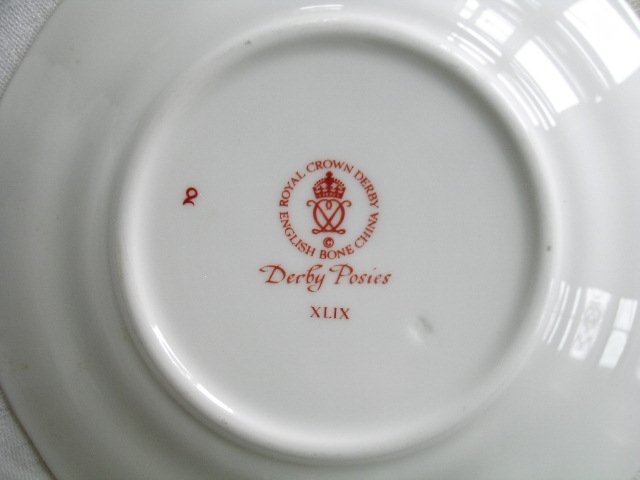 ROYAL CROWN DERBY
ENGLISH BONE CHINA
©
Derby Posies
XLIX